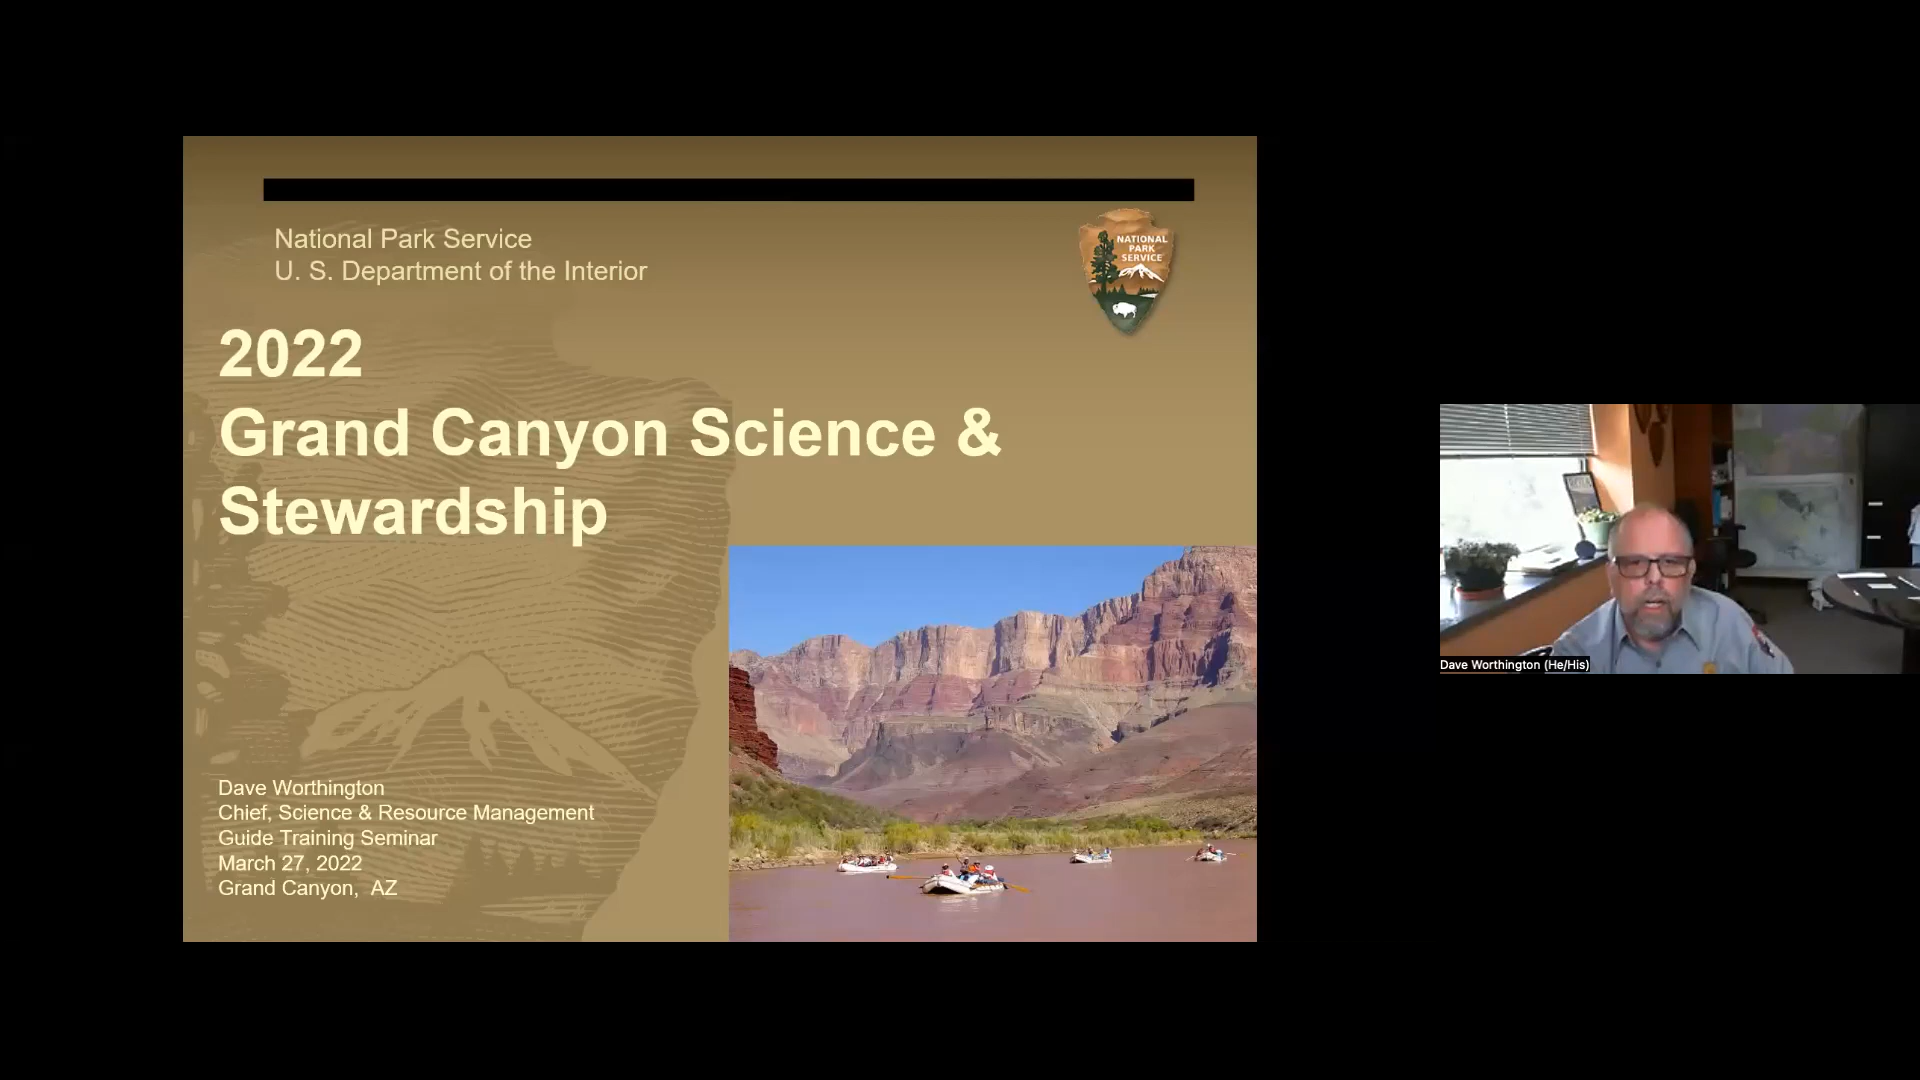 National Park Service
U. S. Department of the Interior
NATIONAL
PARK
SERVICE
2022
Grand Canyon Science &
Stewardship
Dave Worthington
Chief, Science & Resource Management
Guide Training Seminar
March 27, 2022
Grand Canyon, AZ
Dave Worthington (He/His)